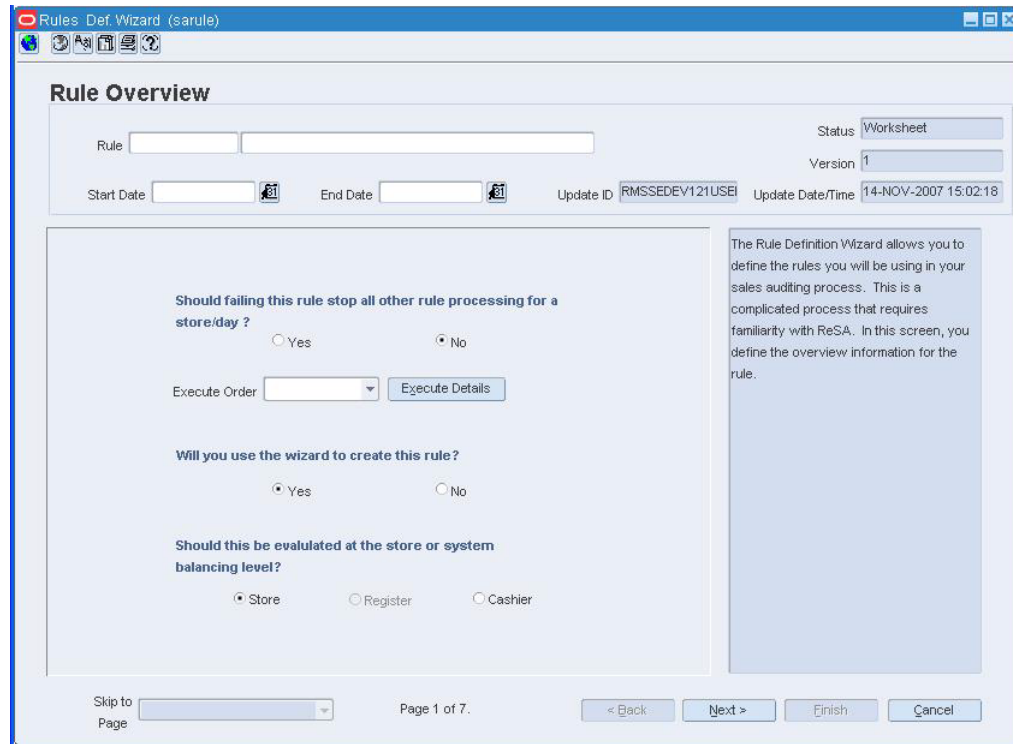 Rules Def. Wizard (sarule)
Rule Overview
Rule
Status Worksheet
Version 1
Start Date 31 End Date 31 Update ID RMSSEDEV121USE Update Date/Time 14-NOV-2007 15:02:18
Should failing this rule stop all other rule processing for a
store/day ?
Yes No
Execute Order Execute Details
Will you use the wizard to create this rule?
Yes No
Should this be evalulated at the store or system
balancing level?
Store Register Cashier
The Rule Definition Wizard allows you to
define the rules you will be using in your
sales auditing process. This is a
complicated process that requires
familiarity with ReSA. In this screen, you
define the overview information for the
rule.
Skip to
Page
Page 1 of 7.
< Back Next > Finish Cancel